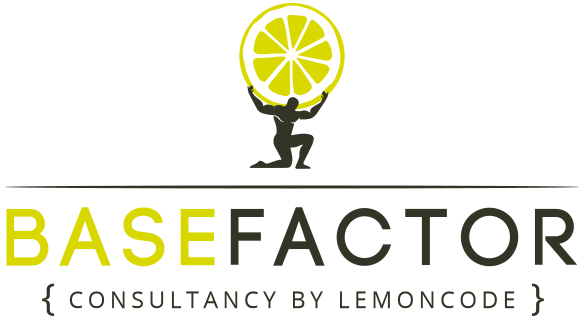 BASEFACTOR
{ CONSULTANCY BY LEMONCODE }